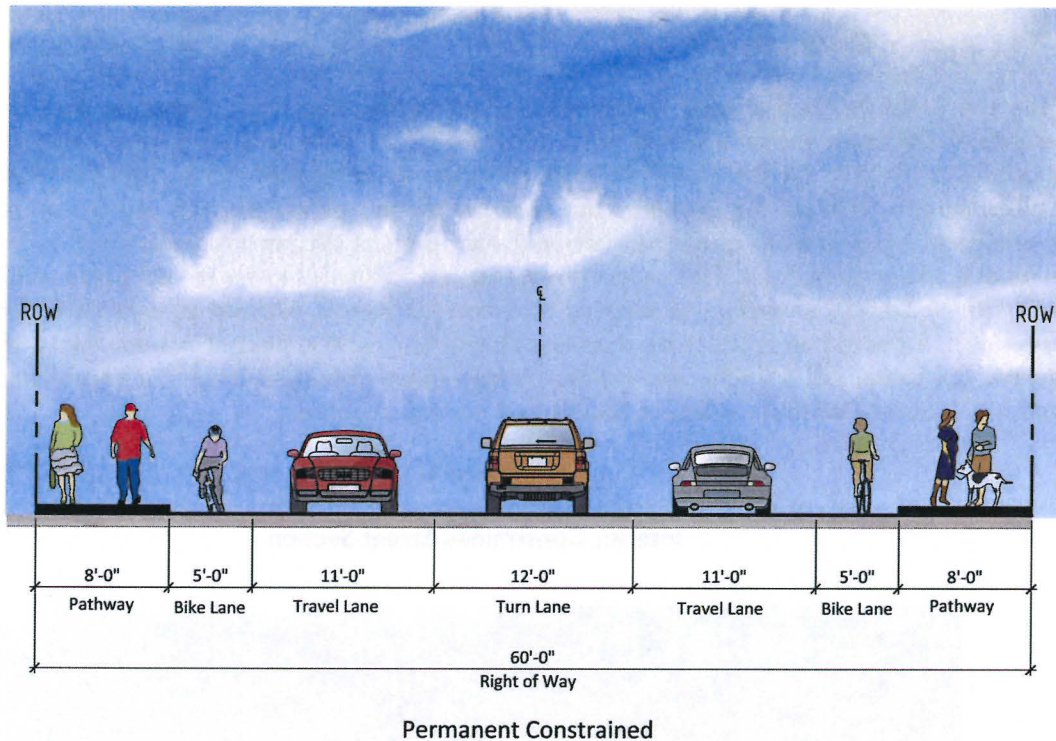 ℄
ROW
ROW
8'-0" 5'-0" 11'-0" 12'-0" 11'-0" 5'-0" 8'-0"
Pathway Bike Lane Travel Lane Turn Lane Travel Lane Bike Lane Pathway
60'-0"
Right of Way
Permanent Constrained